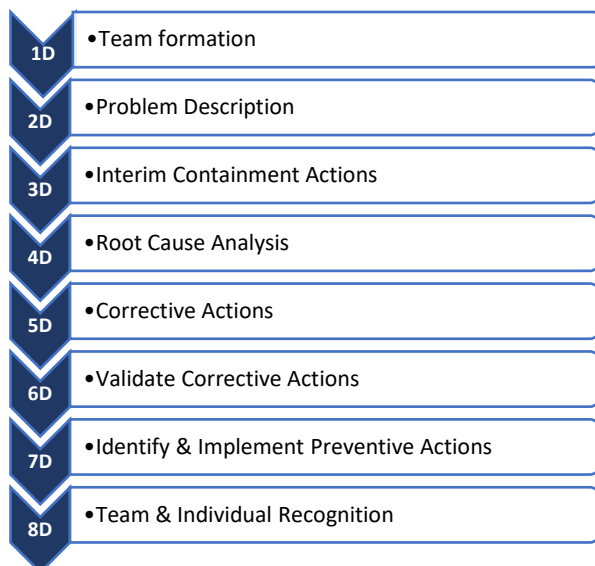 1D •Team formation
2D •Problem Description
3D •Interim Containment Actions
4D •Root Cause Analysis
5D •Corrective Actions
6D •Validate Corrective Actions
7D •Identify & Implement Preventive Actions
8D •Team & Individual Recognition